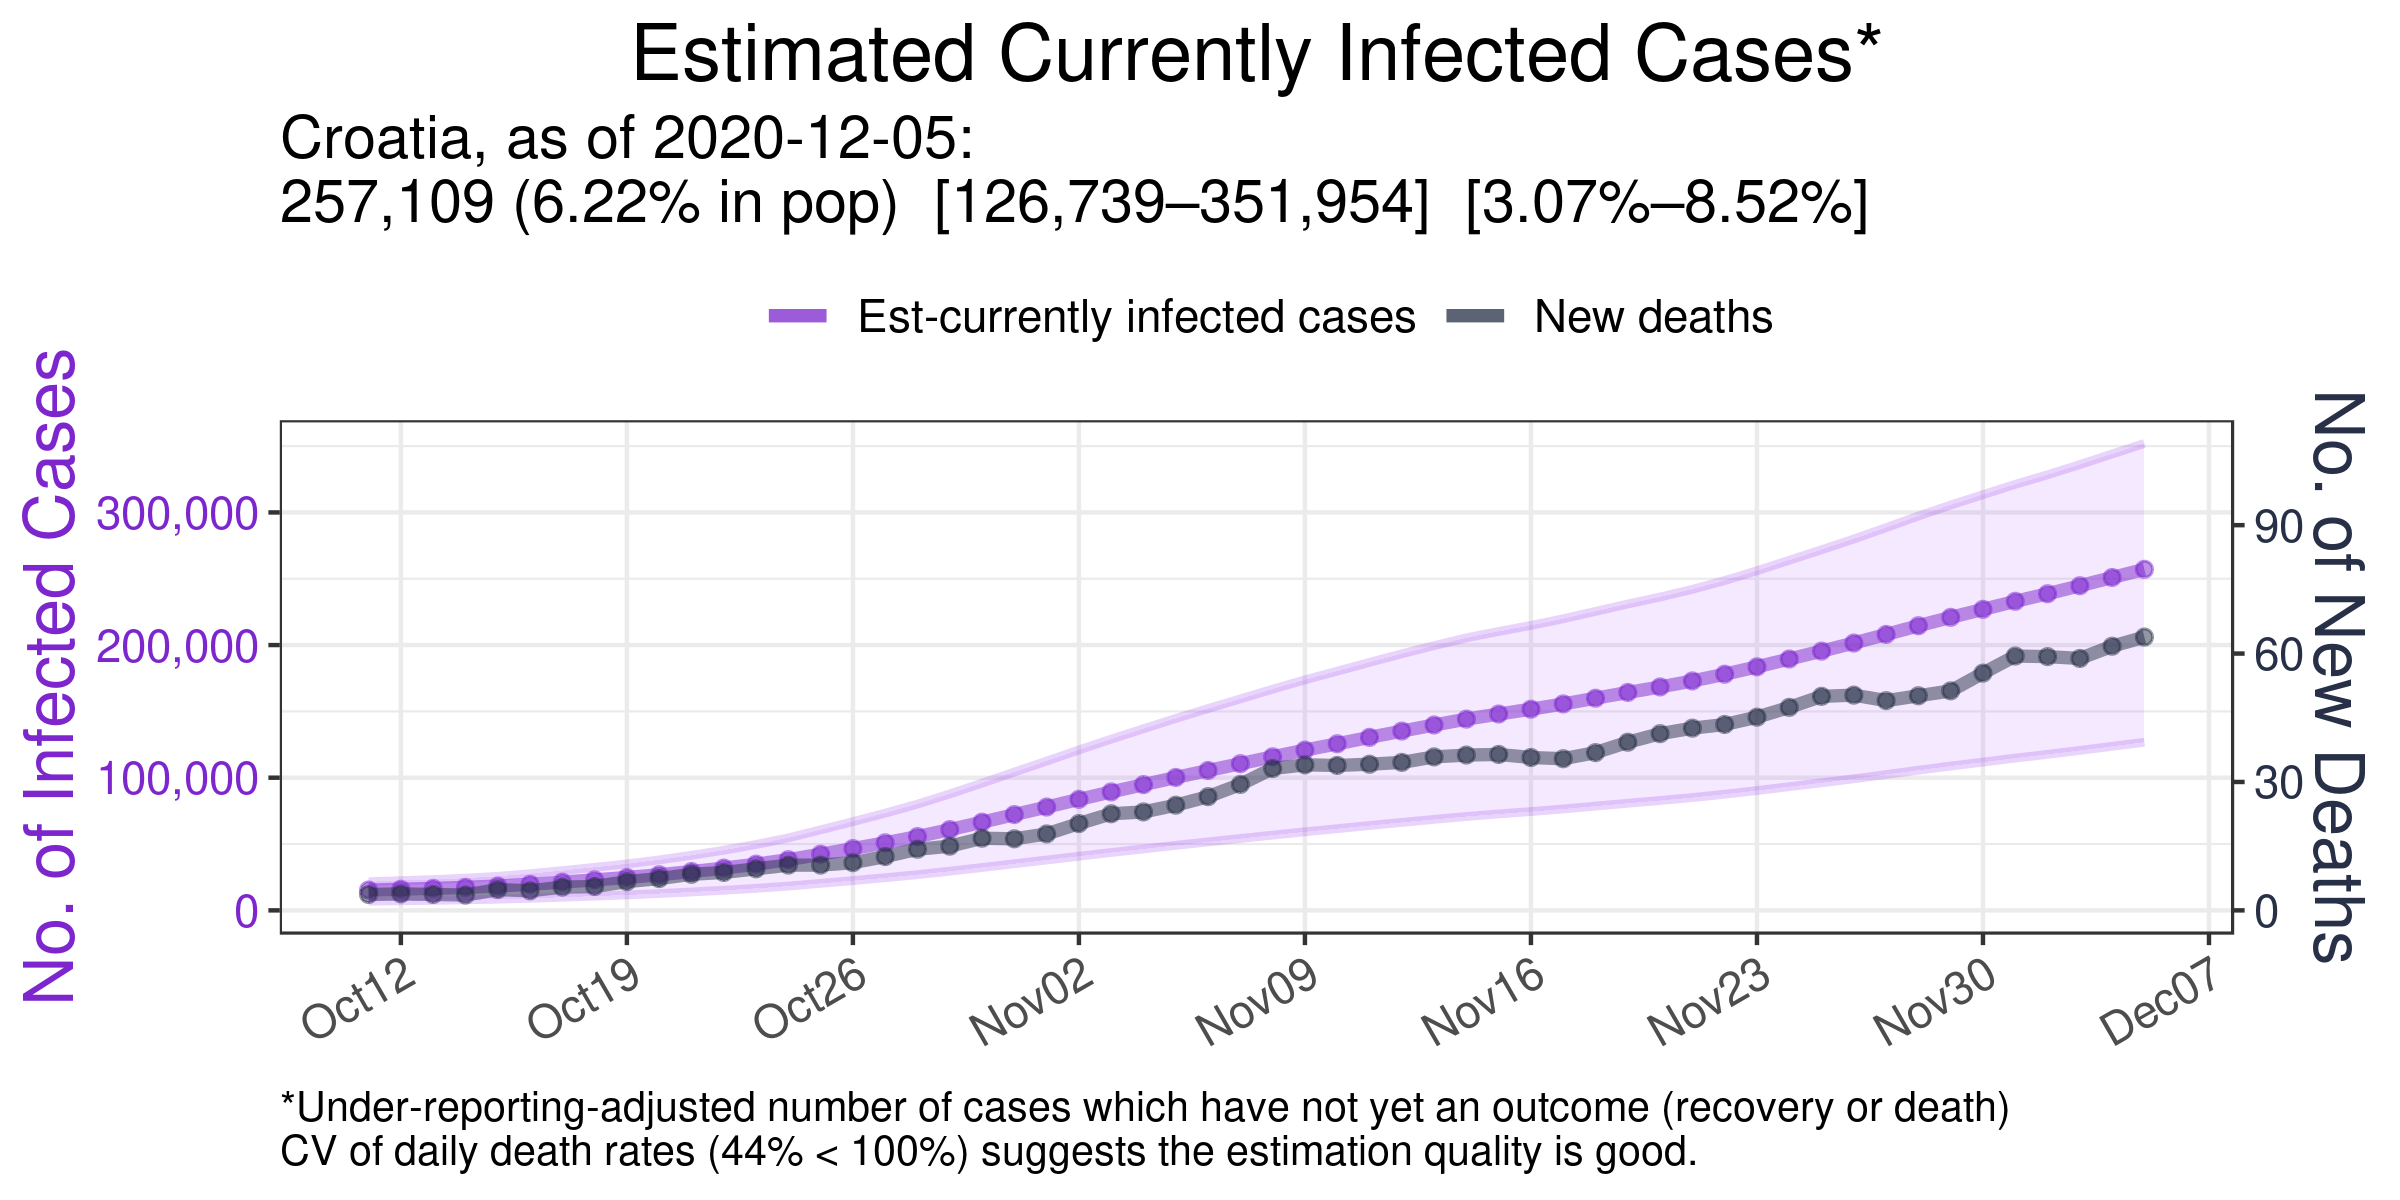 Estimated Currently Infected Cases*
Croatia, as of 2020-12-05:
257,109 (6.22% in pop) [126,739–351,954] [3.07%–8.52%]
Est-currently infected cases
New deaths
No. of Infected Cases
300,000
200,000
100,000
0
No. of New Deaths
90
60
30
0
Oct12
Oct19
Oct26
Nov02
Nov09
Nov16
Nov23
Nov30
Dec07
*Under-reporting-adjusted number of cases which have not yet an outcome (recovery or death)
CV of daily death rates (44% < 100%) suggests the estimation quality is good.